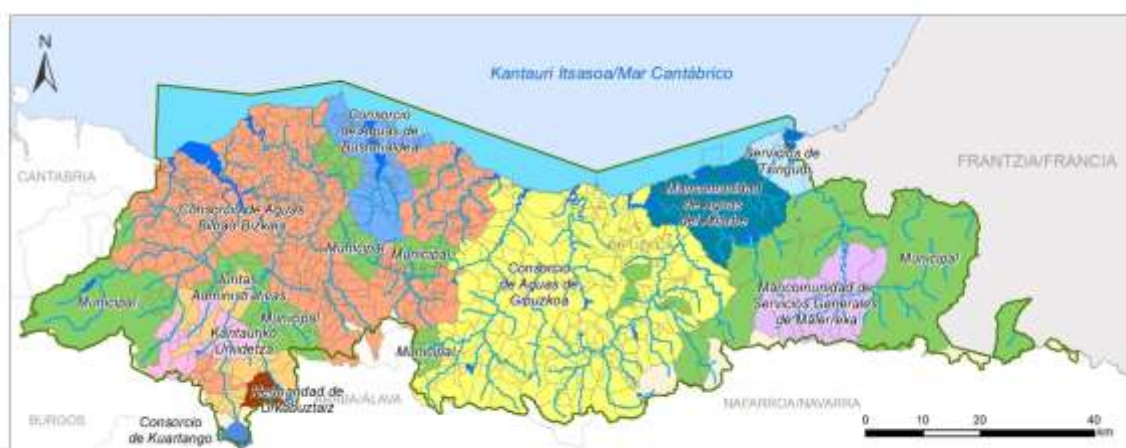 N
Kantauri Itsasoa/Mar Cantábrico
Consorcio
de Aguas de
Busturialdea
Servicios de
Txingudi
FRANTZIA/FRANCIA
CANTABRIA
Mancomunidad
de aguas
del Añarbe
Consorcio de Aguas
Bilbao Bizkaia
GIPUZKOA
Municipal
Municipal
Municipal
Consorcio
de Aguas de
Gipuzkoa
Juntas
Administrativas
Mancomunidad de
Servicios Generales
de Malerreka
Municipal
Municipal
Kantauriko
Urkidetza
Municipal
Hermandad de
Urkabustaiz
ARABA/ÁLAVA
NAFARROA/NAVARRA
BURGOS
Consorcio
de Kuartango
0 10 20 40
km